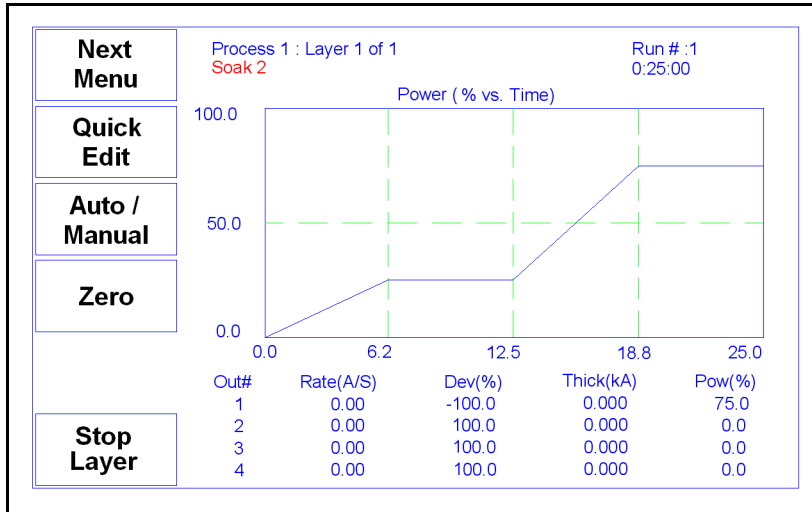 Next
Menu
Quick
Edit
Auto /
Manual
Zero
Stop
Layer
Process 1 : Layer 1 of 1
Run # :1
Soak 2
0:25:00
Power ( % vs. Time)
100.0
50.0
0.0
0.0 6.2 12.5 18.8 25.0
Out# Rate(A/S) Dev(%) Thick(kA) Pow(%)
1 0.00 -100.0 0.000 75.0
2 0.00 100.0 0.000 0.0
3 0.00 100.0 0.000 0.0
4 0.00 100.0 0.000 0.0